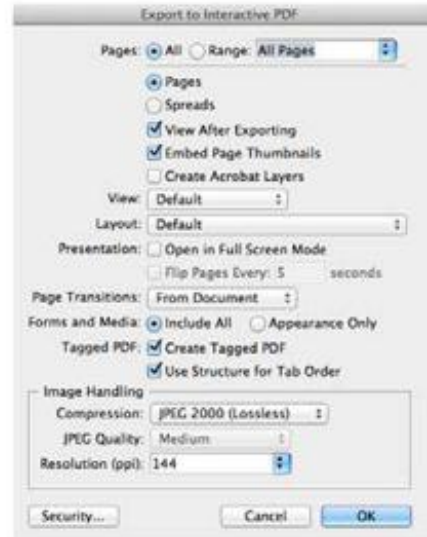 Export to Interactive PDF
Pages: All Range: All Pages
Pages
Spreads
View After Exporting
Embed Page Thumbnails
Create Acrobat Layers
View: Default
Layout: Default
Presentation: Open in Full Screen Mode
Flip Pages Every: 5 seconds
Page Transitions: From Document
Forms and Media: Include All Appearance Only
Tagged PDF: Create Tagged PDF
Use Structure for Tab Order
Image Handling
Compression: JPEG 2000 (Lossless)
JPEG Quality: Medium
Resolution (ppi): 144
Security... Cancel OK